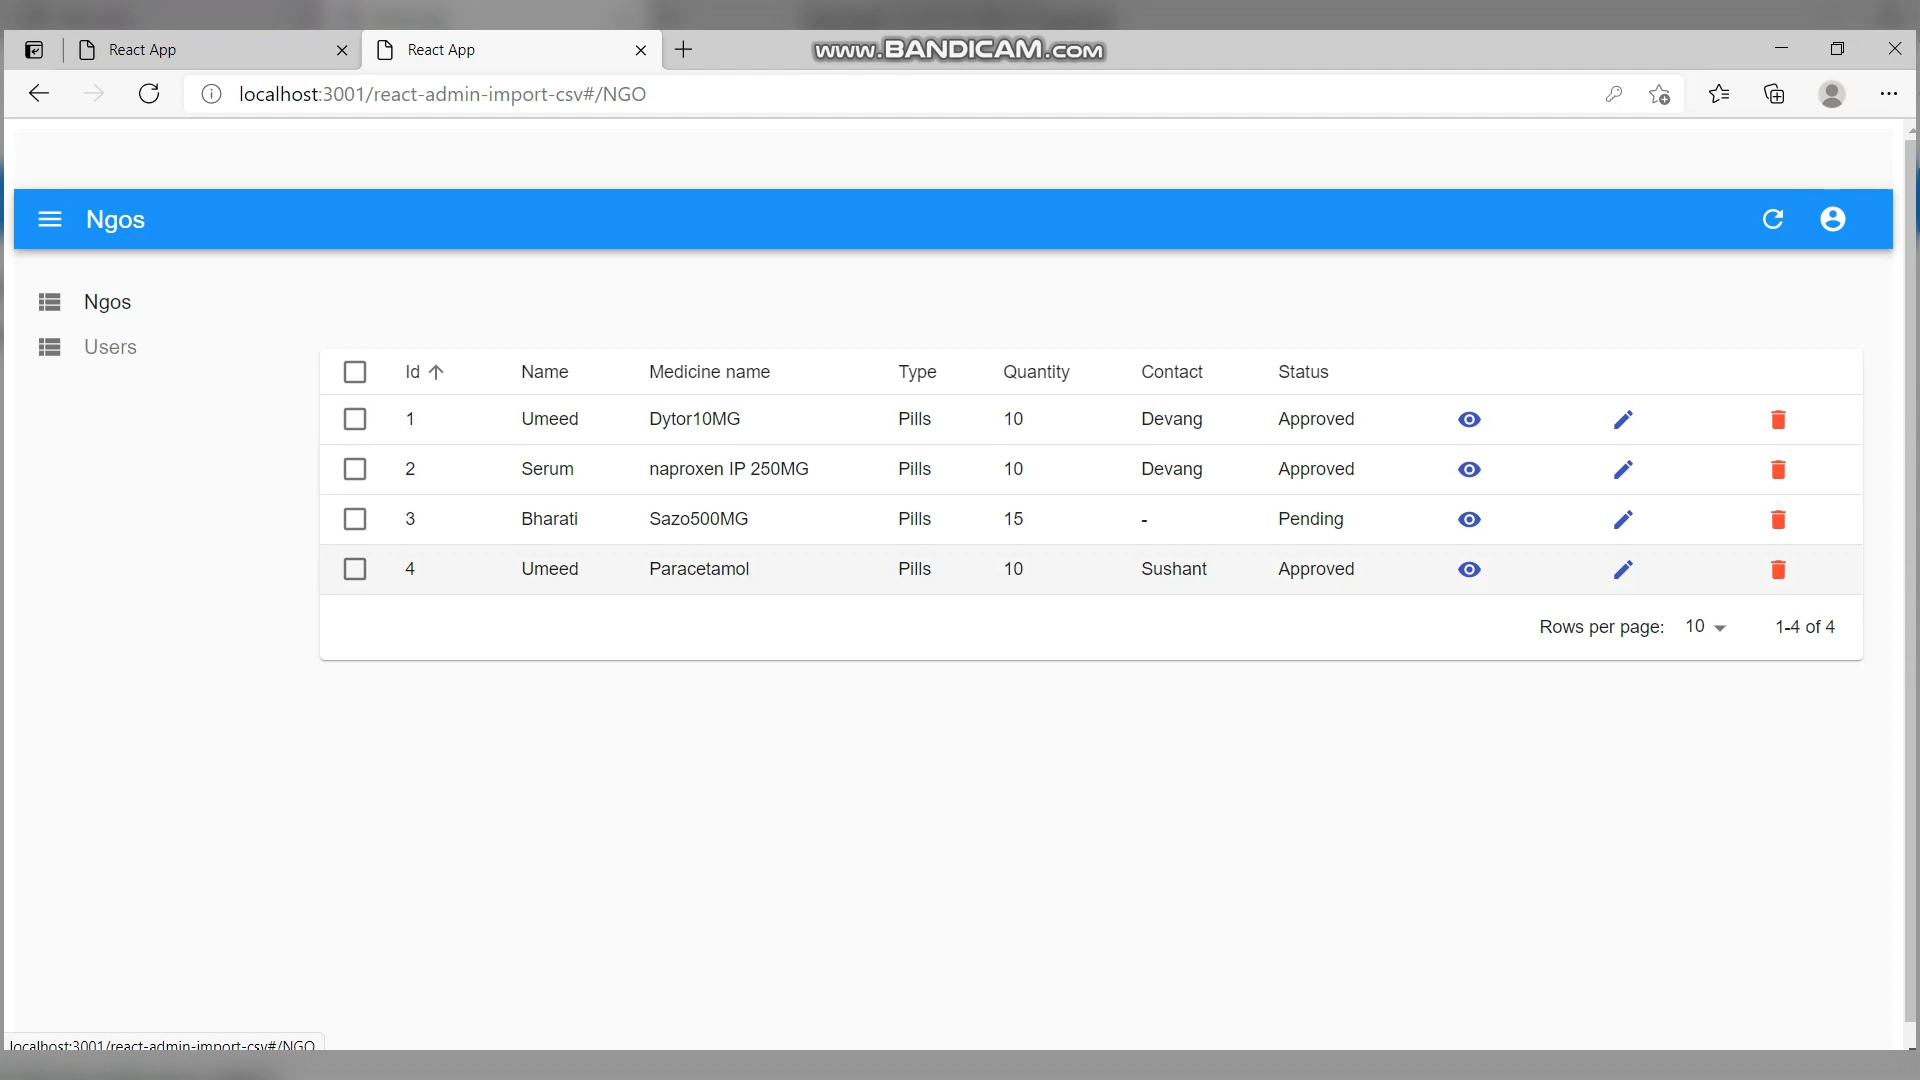 React App React App www.BANDICAM.com
localhost:3001/react-admin-import-csv#/NGO
Ngos
Ngos
Users
Id Name Medicine name Type Quantity Contact Status
1 Umeed Dytor10MG Pills 10 Devang Approved
2 Serum naproxen IP 250MG Pills 10 Devang Approved
3 Bharati Sazo500MG Pills 15 - Pending
4 Umeed Paracetamol Pills 10 Sushant Approved
Rows per page: 10 1-4 of 4
localhost:3001/react-admin-import-csv#/NGO